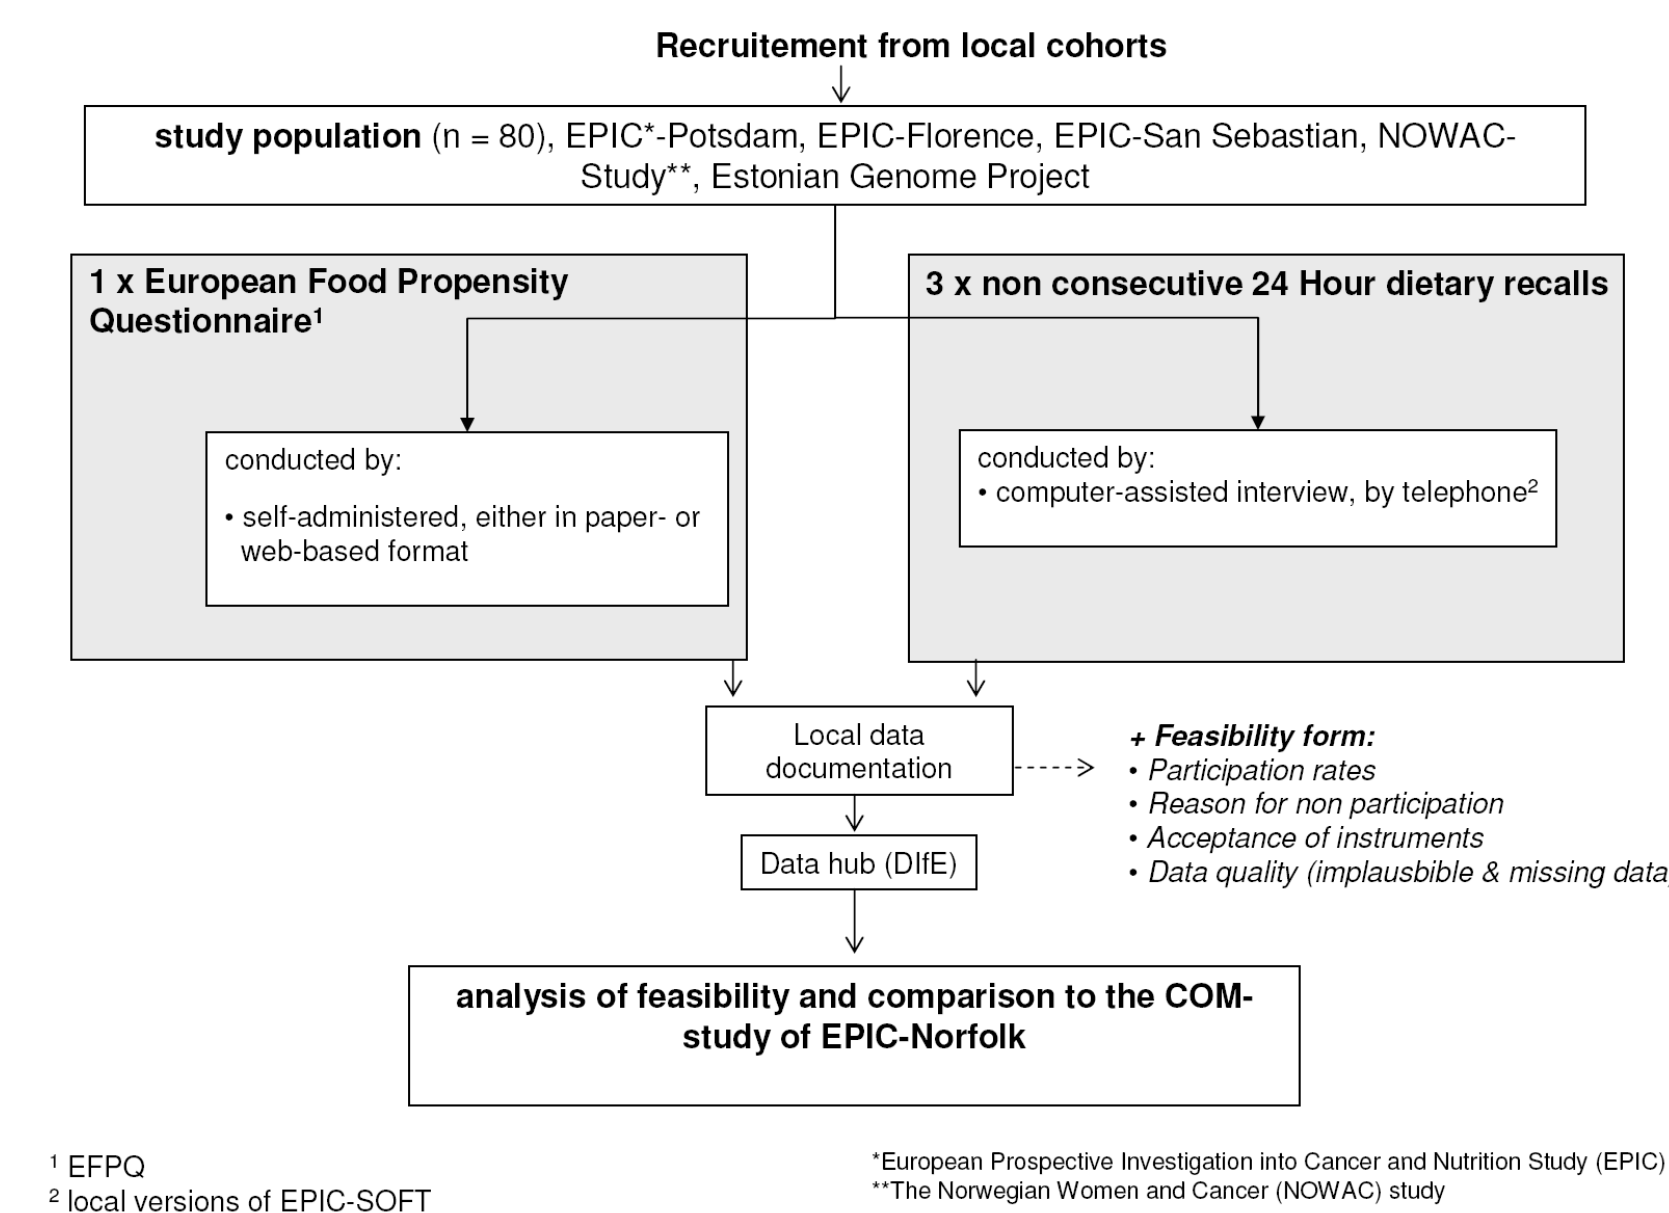 Recruitement from local cohorts
study population (n = 80), EPIC*-Potsdam, EPIC-Florence, EPIC-San Sebastian, NOWAC-
Study**, Estonian Genome Project
1 x European Food Propensity
Questionnaire¹
3 x non consecutive 24 Hour dietary recalls
conducted by:
• self-administered, either in paper- or
web-based format
conducted by:
• computer-assisted interview, by telephone²
Local data
documentation
+ Feasibility form:
• Participation rates
• Reason for non participation
• Acceptance of instruments
• Data quality (implausbible & missing data
Data hub (DIfE)
analysis of feasibility and comparison to the COM-
study of EPIC-Norfolk
¹ EFPQ
² local versions of EPIC-SOFT
*European Prospective Investigation into Cancer and Nutrition Study (EPIC)
**The Norwegian Women and Cancer (NOWAC) study